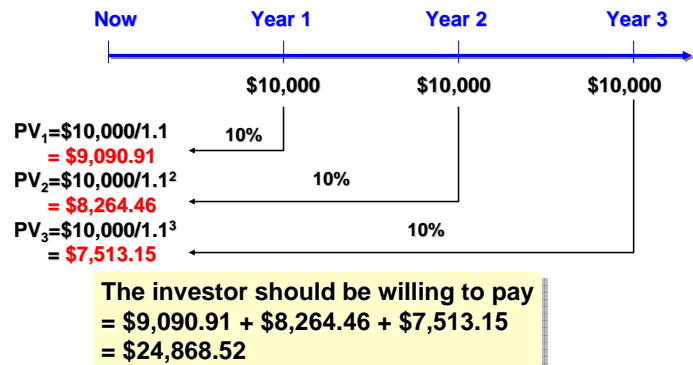 Now Year 1 Year 2 Year 3
$10,000 $10,000 $10,000
PV₁=$10,000/1.1 10%
= $9,090.91
PV₂=$10,000/1.1² 10%
= $8,264.46
PV₃=$10,000/1.1³ 10%
= $7,513.15
The investor should be willing to pay
= $9,090.91 + $8,264.46 + $7,513.15
= $24,868.52